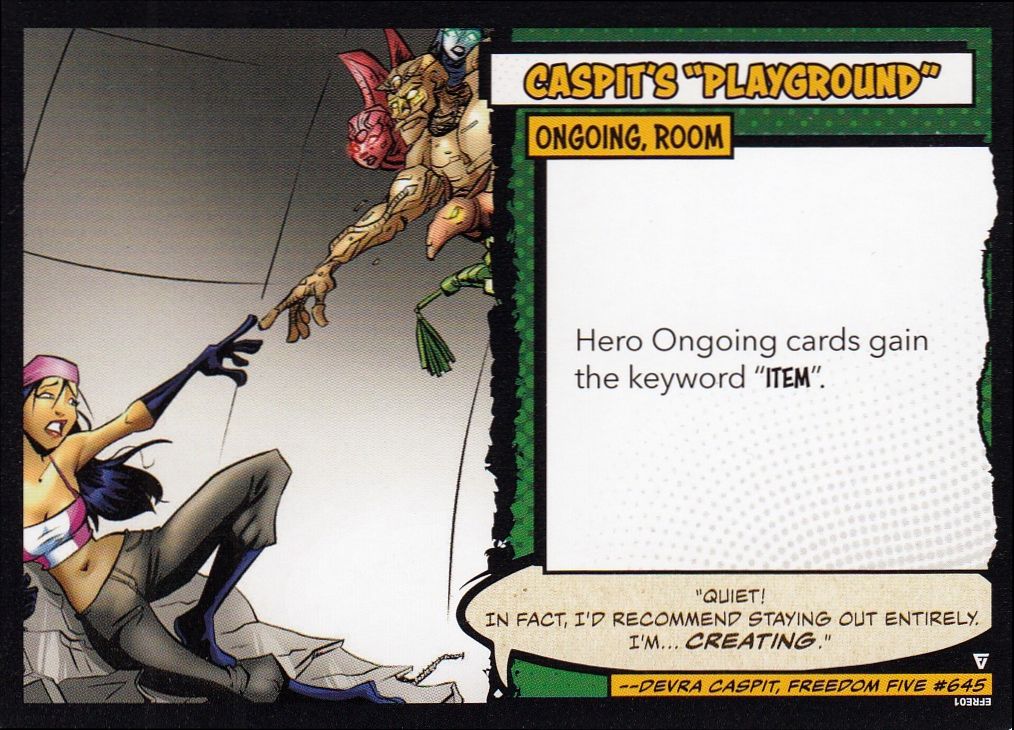 CASPIT'S "PLAYGROUND"
ONGOING, ROOM
Hero Ongoing cards gain
the keyword "ITEM".
"QUIET!
IN FACT, I'D RECOMMEND STAYING OUT ENTIRELY.
I'M... CREATING."
--DEVRA CASPIT, FREEDOM FIVE #645
EFRE01